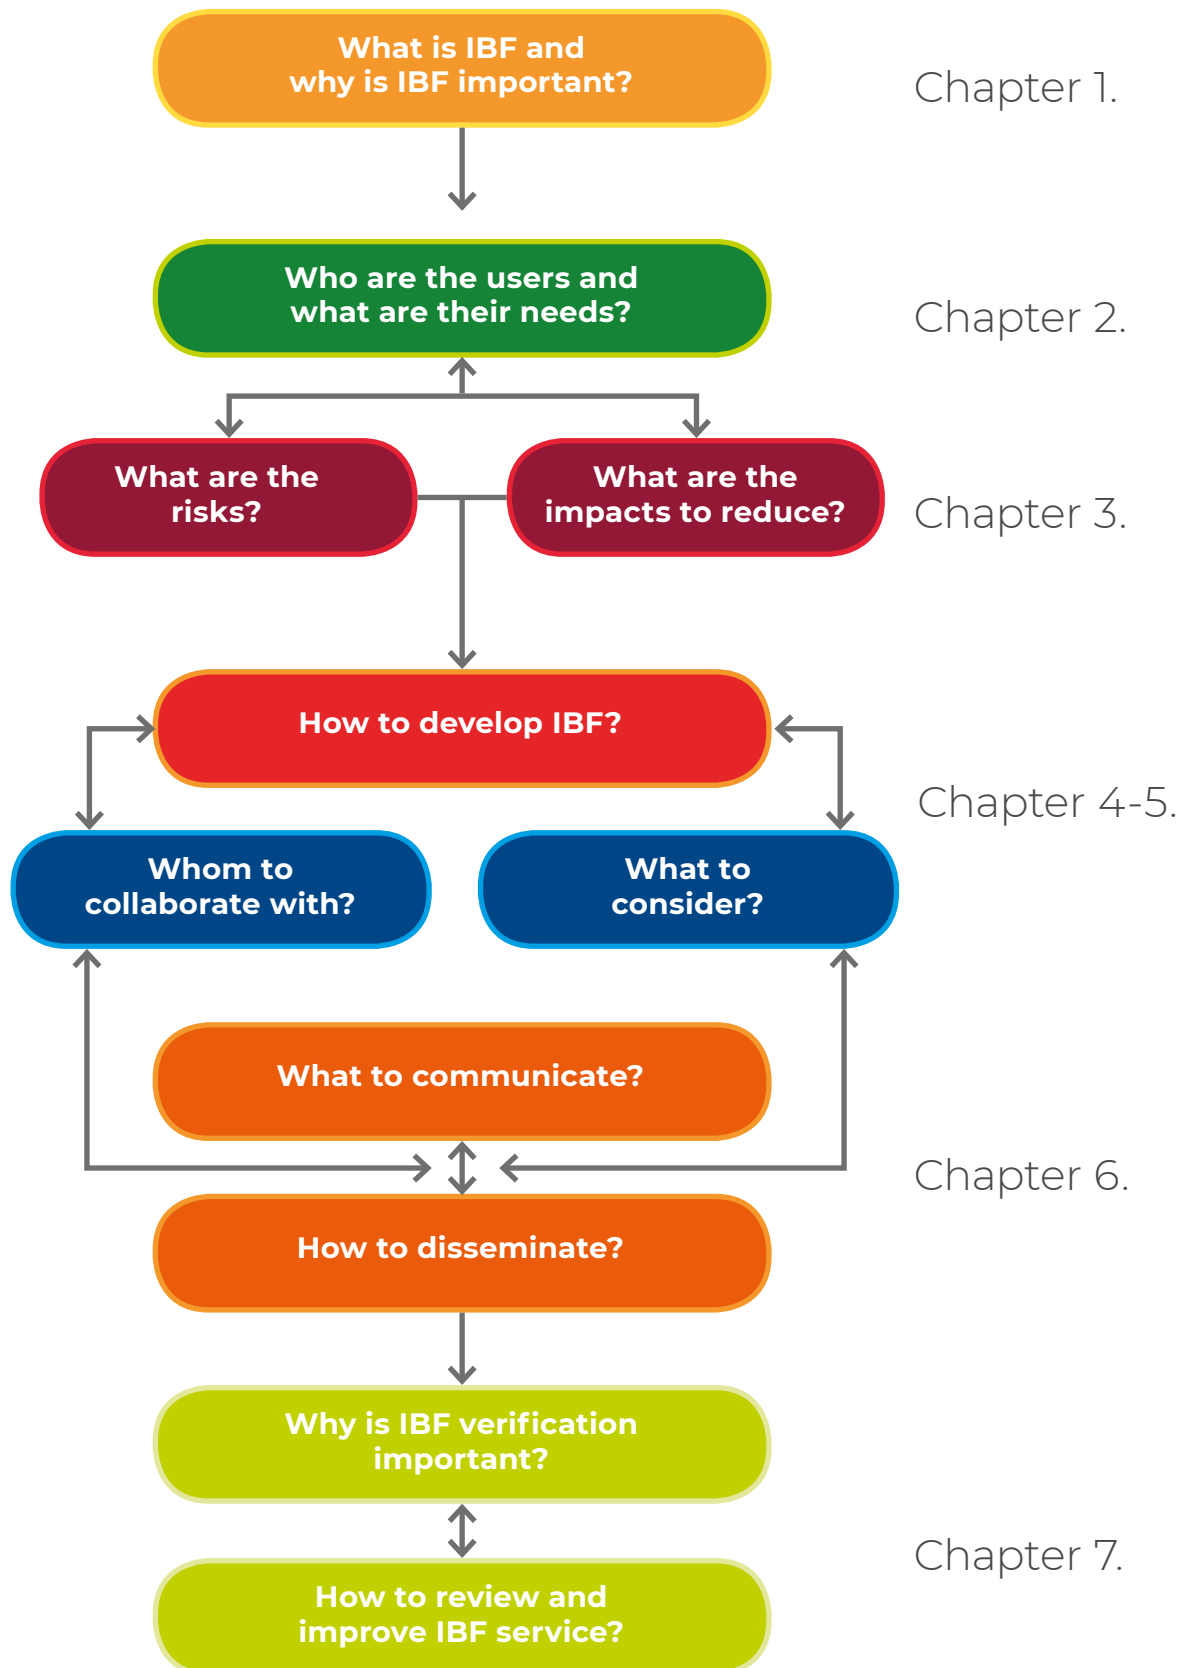 What is IBF and
why is IBF important?
Chapter 1.
Who are the users and
what are their needs?
Chapter 2.
What are the
risks?
What are the
impacts to reduce?
Chapter 3.
How to develop IBF?
Chapter 4-5.
Whom to
collaborate with?
What to
consider?
What to communicate?
Chapter 6.
How to disseminate?
Why is IBF verification
important?
Chapter 7.
How to review and
improve IBF service?